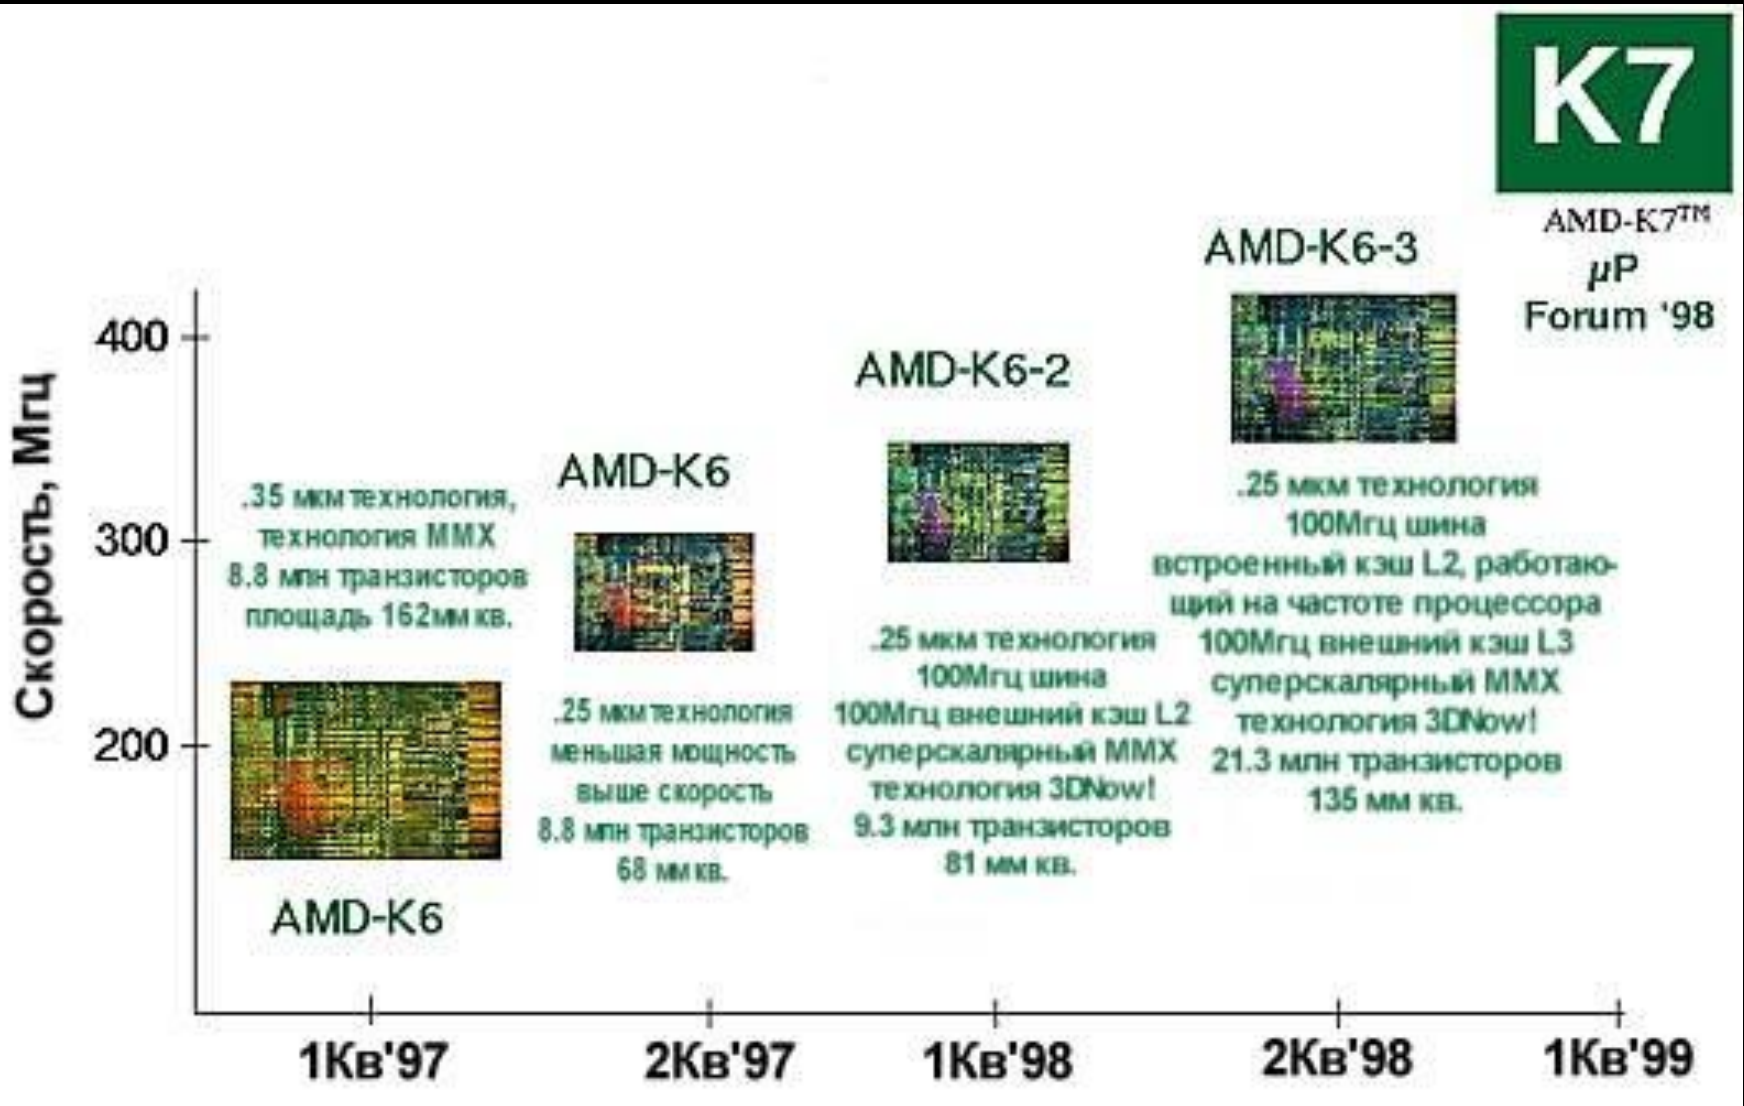 K7
AMD-K7™
µP
Forum '98
AMD-K6-3
.25 мкм технология
100Мгц шина
встроенный кэш L2, работаю-
щий на частоте процессора
100Мгц внешний кэш L3
суперскалярный MMX
технология 3DNow!
21.3 млн транзисторов
135 мм кв.
AMD-K6-2
.25 мкм технология
100Мгц шина
100Мгц внешний кэш L2
суперскалярный MMX
технология 3DNow!
9.3 млн транзисторов
81 мм кв.
AMD-K6
.25 мкм технология
меньшая мощность
выше скорость
8.8 млн транзисторов
68 мм кв.
.35 мкм технология,
технология MMX
8.8 млн транзисторов
площадь 162мм кв.
AMD-K6
Скорость, Мгц
400
300
200
1Кв'97
2Кв'97
1Кв'98
2Кв'98
1Кв'99